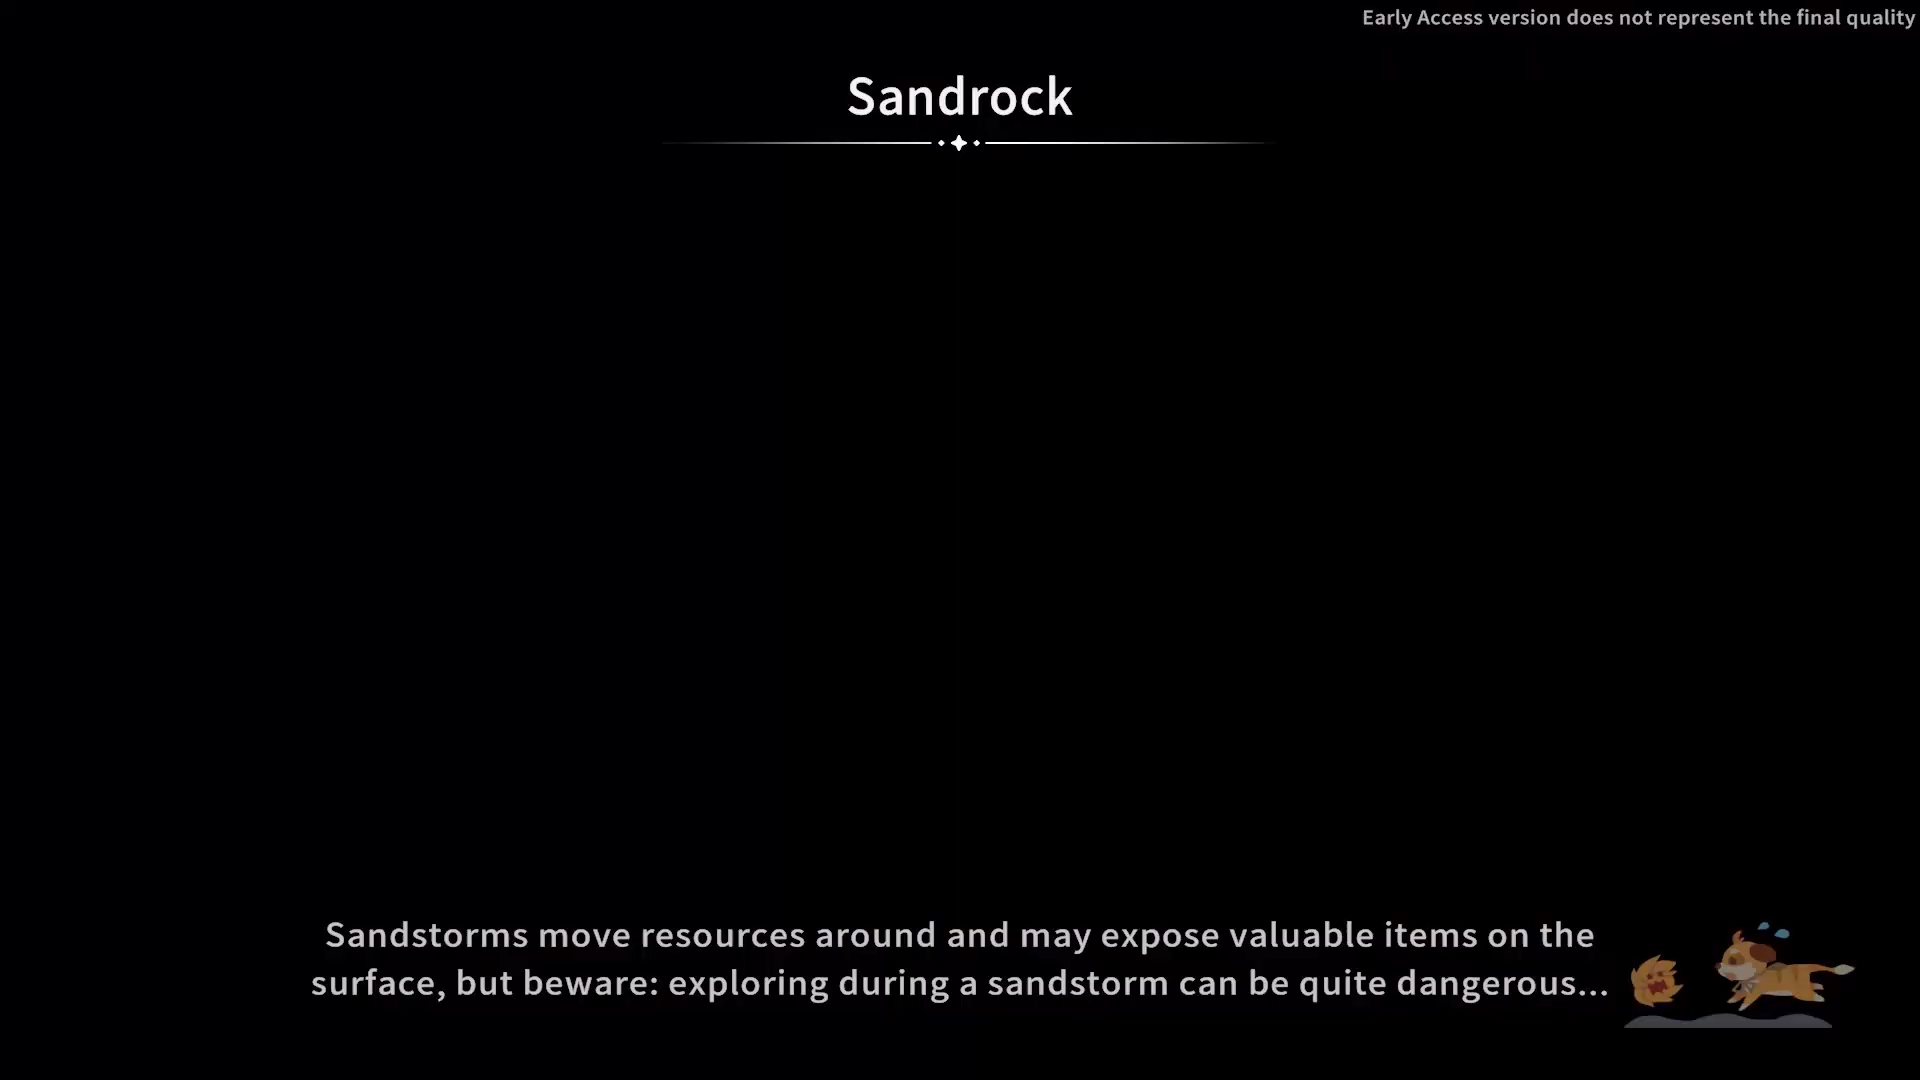 Early Access version does not represent the final quality
Sandrock
Sandstorms move resources around and may expose valuable items on the
surface, but beware: exploring during a sandstorm can be quite dangerous...